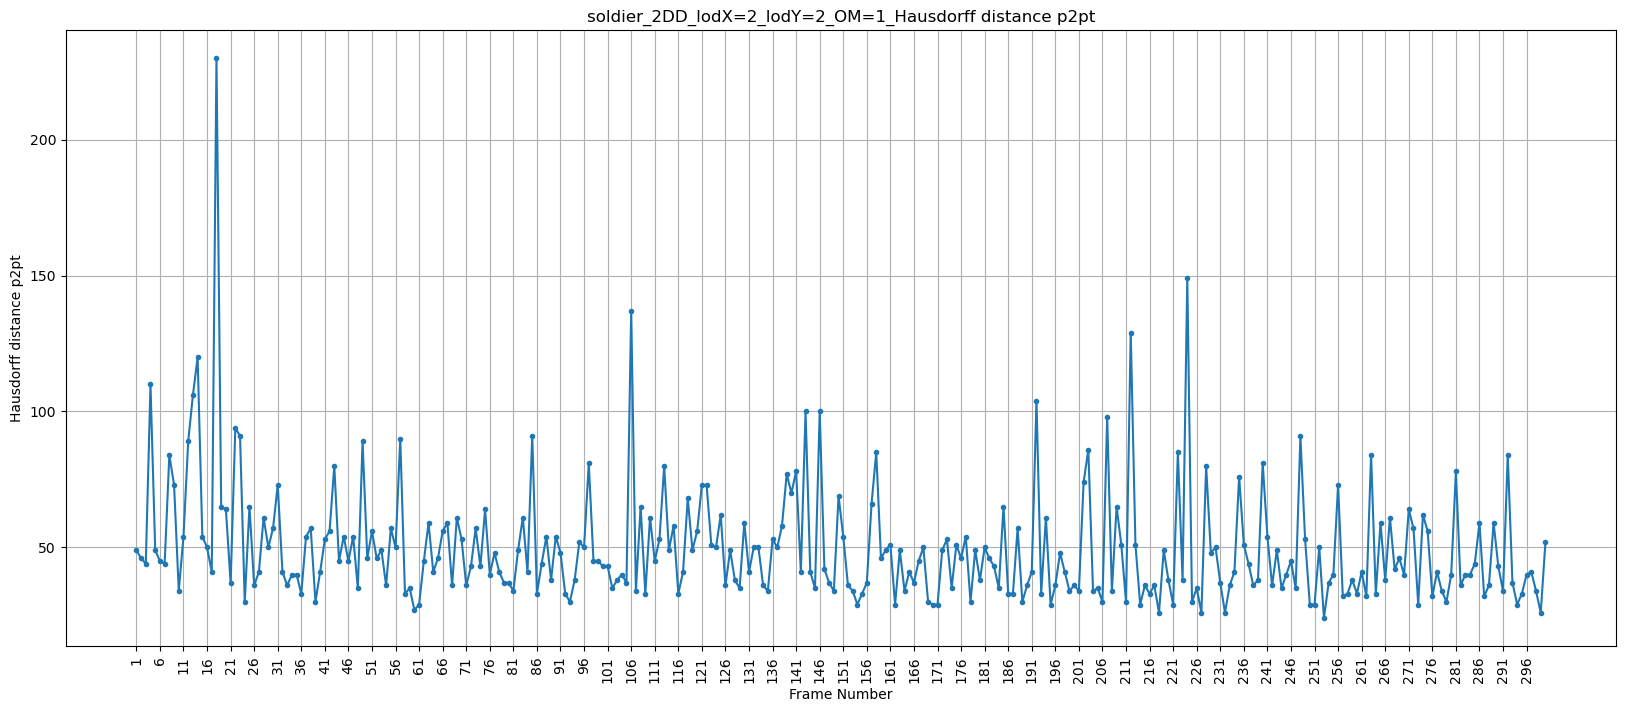 soldier_2DD_lodX=2_lodY=2_OM=1_Hausdorff distance p2pt
Hausdorff distance p2pt
200
150
100
50
1 6 11 16 21 26 31 36 41 46 51 56 61 66 71 76 81 86 91 96 101 106 111 116 121 126 131 136 141 146 151 156 161 166 171 176 181 186 191 196 201 206 211 216 221 226 231 236 241 246 251 256 261 266 271 276 281 286 291 296
Frame Number